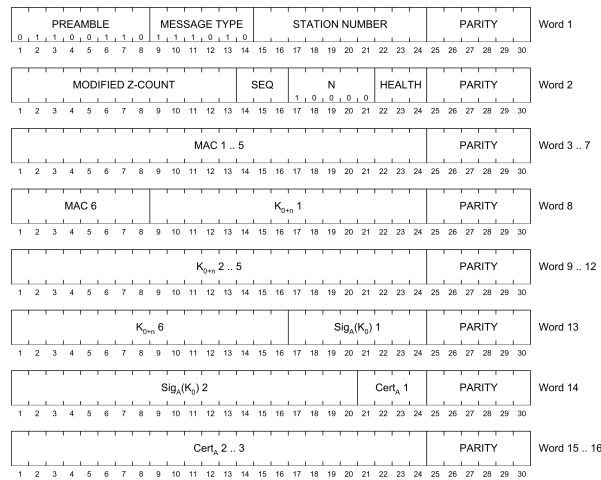 PREAMBLE MESSAGE TYPE STATION NUMBER PARITY Word 1
0 1 1 0 0 1 1 0 1 1 1 0 1 0
1 2 3 4 5 6 7 8 9 10 11 12 13 14 15 16 17 18 19 20 21 22 23 24 25 26 27 28 29 30
MODIFIED Z-COUNT SEQ N HEALTH PARITY Word 2
1 0 0 0 0
1 2 3 4 5 6 7 8 9 10 11 12 13 14 15 16 17 18 19 20 21 22 23 24 25 26 27 28 29 30
MAC 1 .. 5 PARITY Word 3 .. 7
1 2 3 4 5 6 7 8 9 10 11 12 13 14 15 16 17 18 19 20 21 22 23 24 25 26 27 28 29 30
MAC 6 K0+n 1 PARITY Word 8
1 2 3 4 5 6 7 8 9 10 11 12 13 14 15 16 17 18 19 20 21 22 23 24 25 26 27 28 29 30
K0+n 2 .. 5 PARITY Word 9 .. 12
1 2 3 4 5 6 7 8 9 10 11 12 13 14 15 16 17 18 19 20 21 22 23 24 25 26 27 28 29 30
K0+n 6 SigA(K0) 1 PARITY Word 13
1 2 3 4 5 6 7 8 9 10 11 12 13 14 15 16 17 18 19 20 21 22 23 24 25 26 27 28 29 30
SigA(K0) 2 CertA 1 PARITY Word 14
1 2 3 4 5 6 7 8 9 10 11 12 13 14 15 16 17 18 19 20 21 22 23 24 25 26 27 28 29 30
CertA 2 .. 3 PARITY Word 15 .. 16
1 2 3 4 5 6 7 8 9 10 11 12 13 14 15 16 17 18 19 20 21 22 23 24 25 26 27 28 29 30